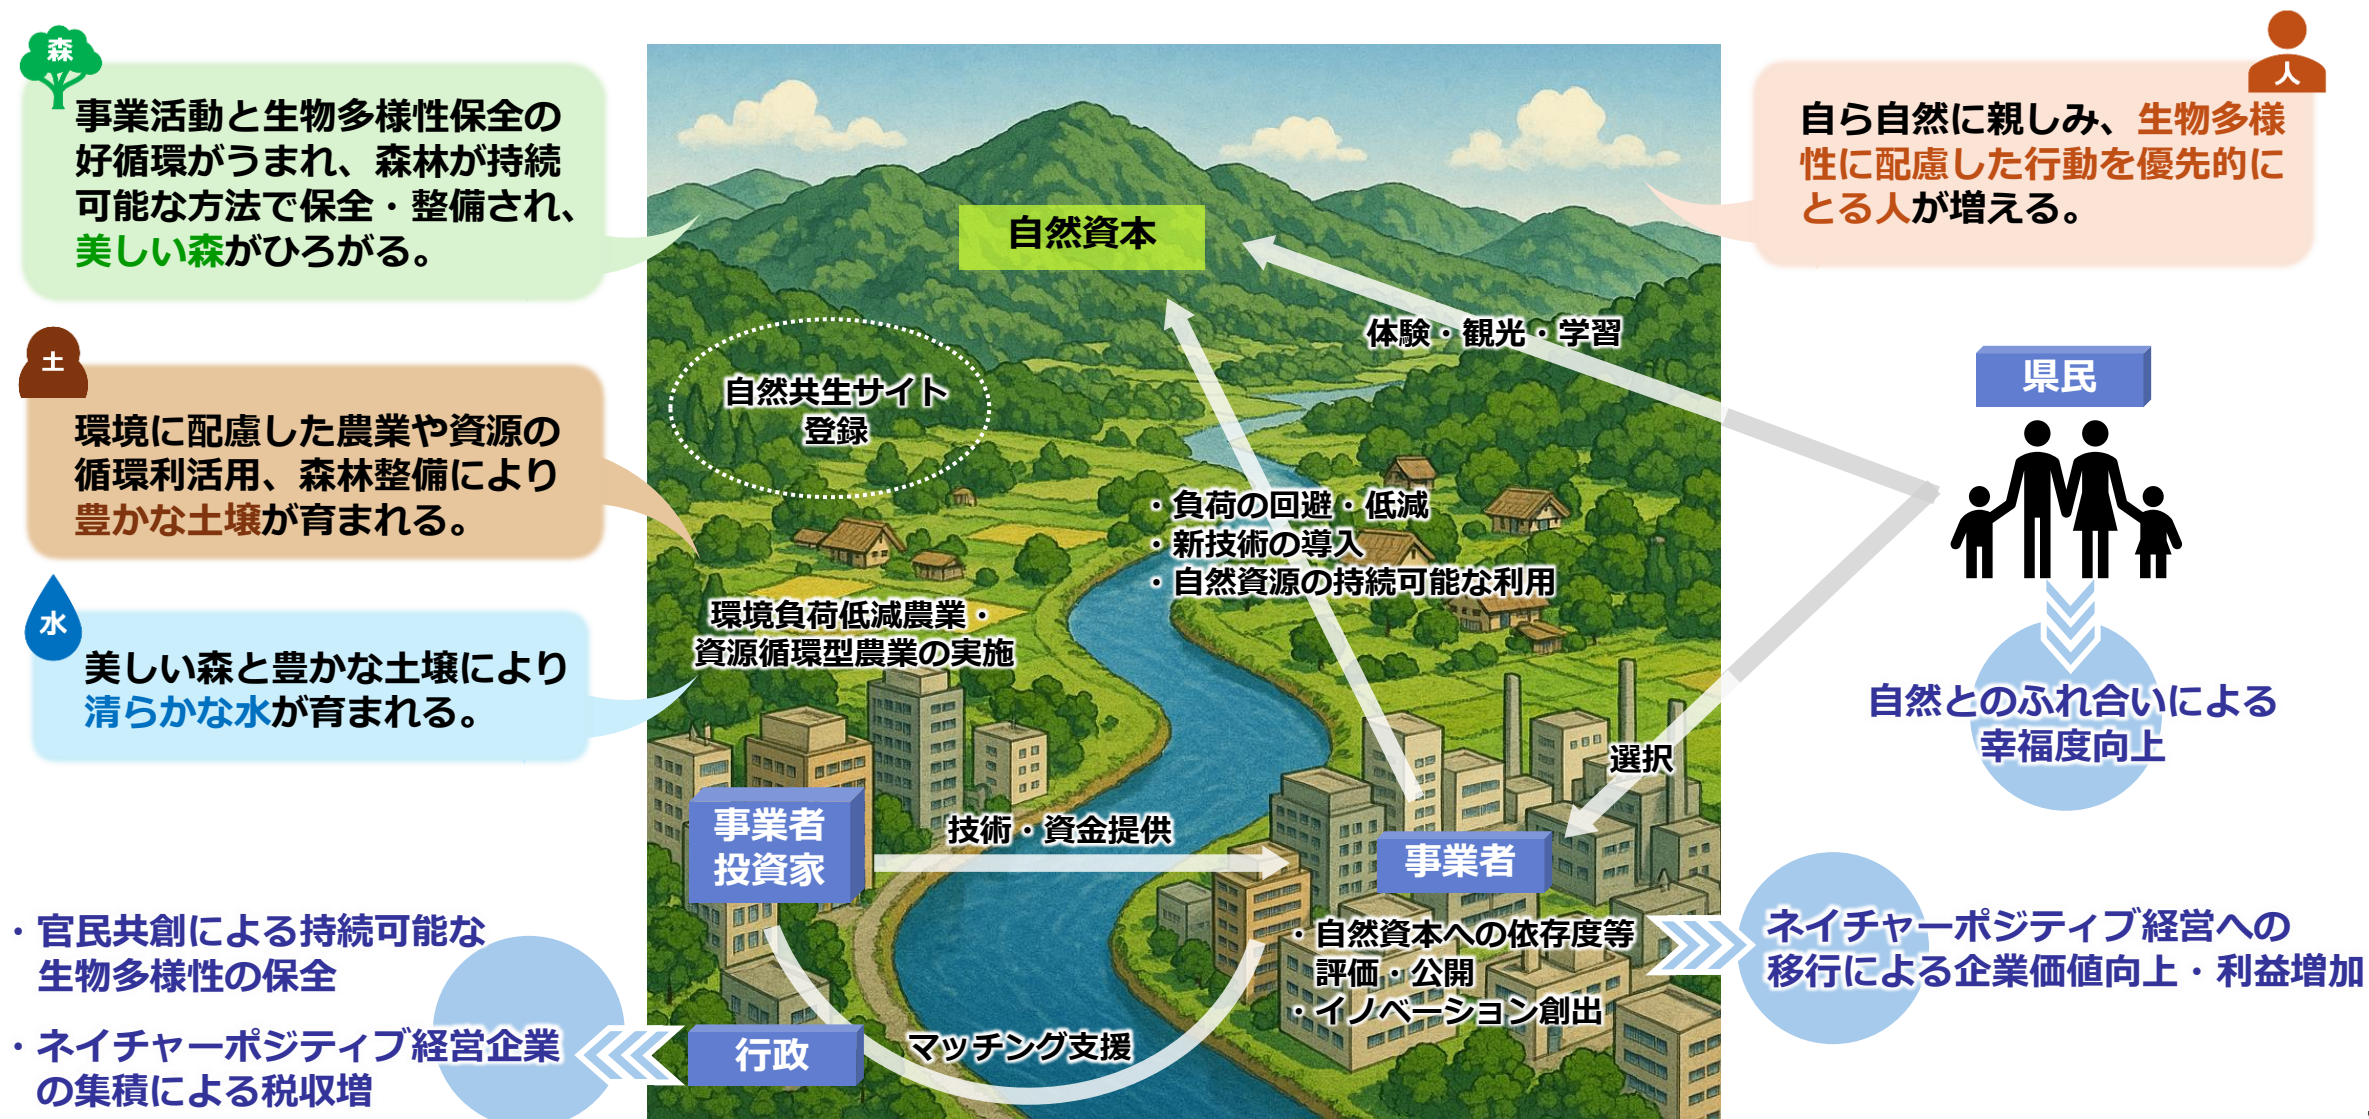 森
事業活動と生物多様性保全の
好循環がうまれ、森林が持続
可能な方法で保全・整備され、
美しい森がひろがる。
土
環境に配慮した農業や資源の
循環利活用、森林整備により
豊かな土壌が育まれる。
水
美しい森と豊かな土壌により
清らかな水が育まれる。
人
自ら自然に親しみ、生物多様
性に配慮した行動を優先的に
とる人が増える。
自然資本
体験・観光・学習
自然共生サイト
登録
・負荷の回避・低減
・新技術の導入
・自然資源の持続可能な利用
環境負荷低減農業・
資源循環型農業の実施
県民
自然とのふれ合いによる
幸福度向上
選択
事業者
投資家
技術・資金提供
事業者
・自然資本への依存度等
評価・公開
・イノベーション創出
ネイチャーポジティブ経営への
移行による企業価値向上・利益増加
マッチング支援
行政
・官民共創による持続可能な
生物多様性の保全
・ネイチャーポジティブ経営企業
の集積による税収増